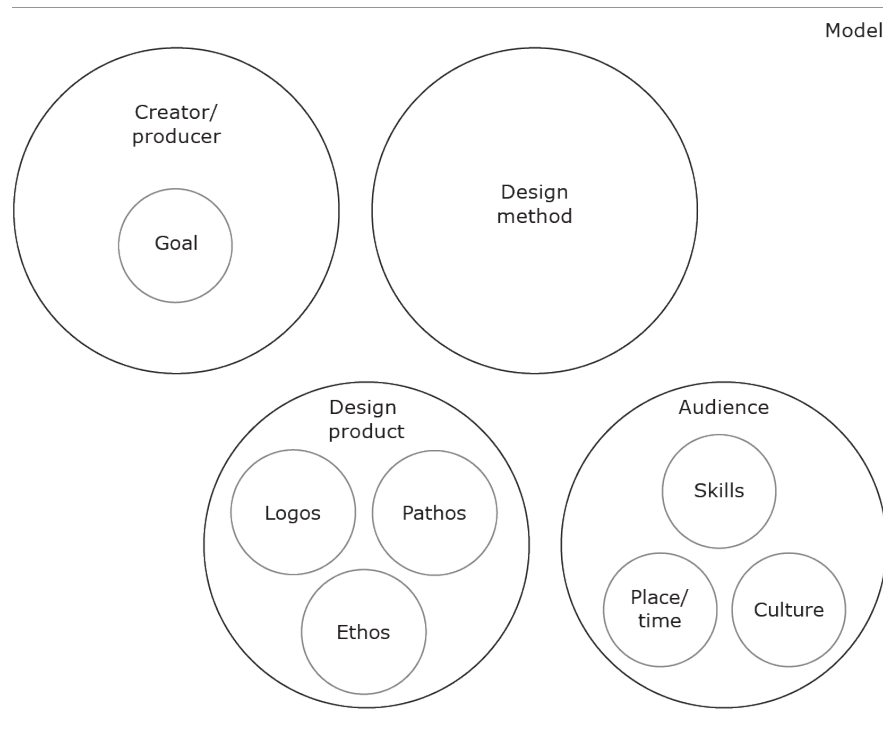 Model
Creator/
producer
Goal
Design
method
Design
product
Logos
Pathos
Ethos
Audience
Skills
Place/
time
Culture